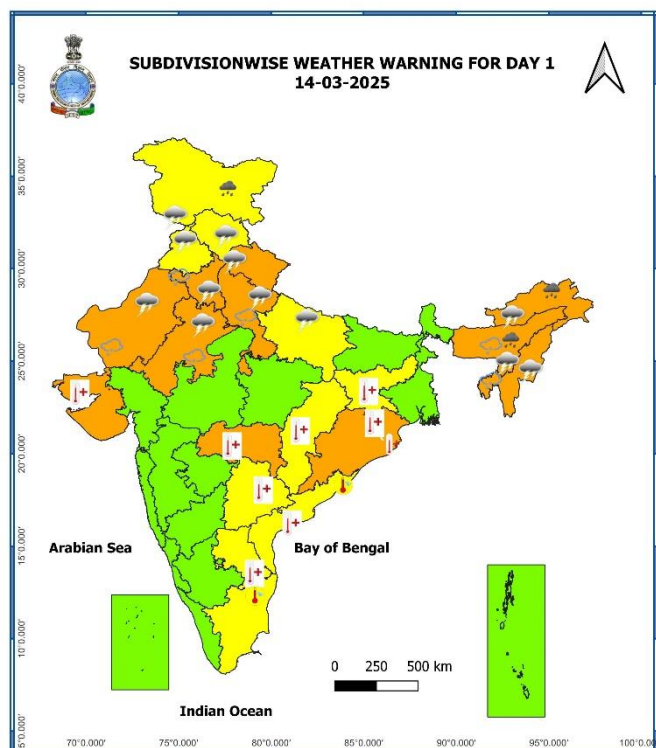 SUBDIVISIONWISE WEATHER WARNING FOR DAY 1
14-03-2025
40°0.000'
35°0.000'
30°0.000'
25°0.000'
20°0.000'
15°0.000'
10°0.000'
5°0.000'
Arabian Sea
Bay of Bengal
0 250 500 km
Indian Ocean
70°0.000' 75°0.000' 80°0.000' 85°0.000' 90°0.000' 95°0.000' 100°0.0